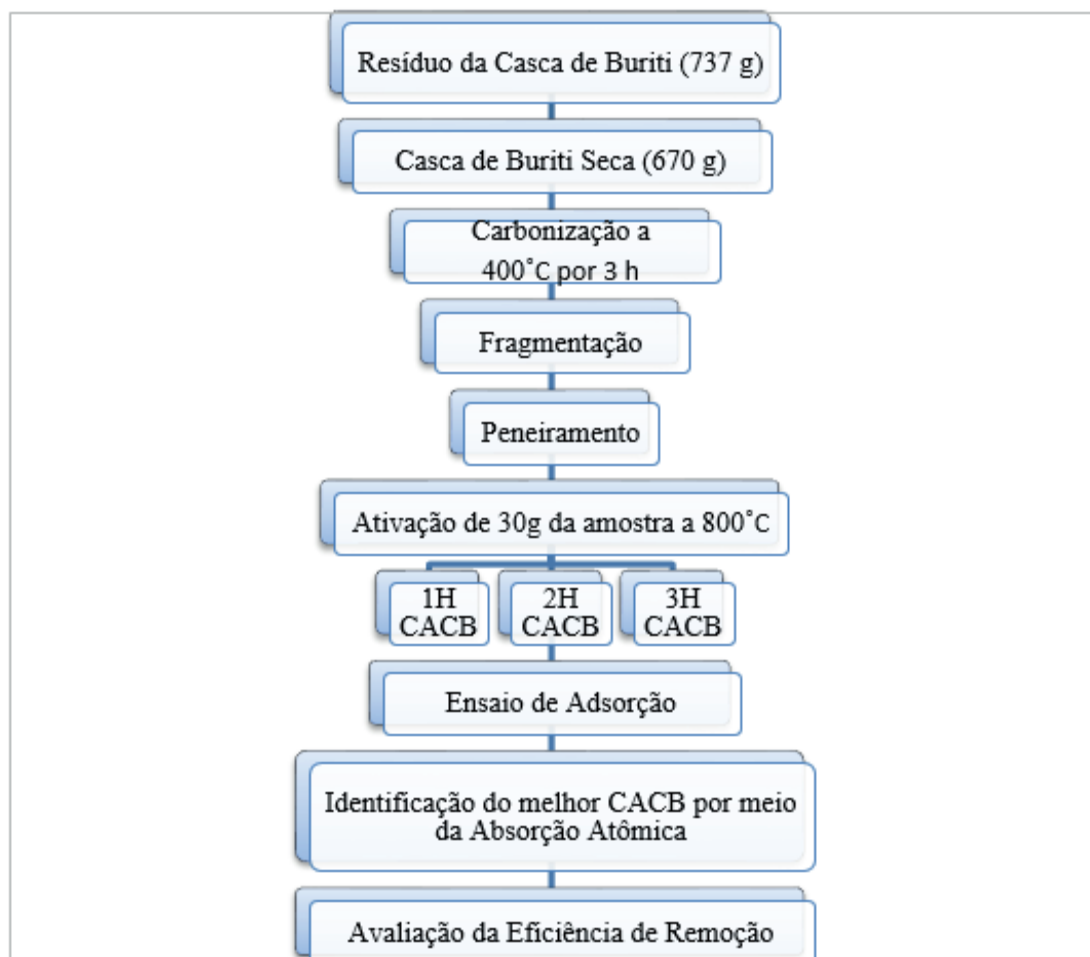 Resíduo da Casca de Buriti (737 g)
Casca de Buriti Seca (670 g)
Carbonização a
400˚C por 3 h
Fragmentação
Peneiramento
Ativação de 30g da amostra a 800˚C
1H
CACB
2H
CACB
3H
CACB
Ensaio de Adsorção
Identificação do melhor CACB por meio
da Absorção Atômica
Avaliação da Eficiência de Remoção